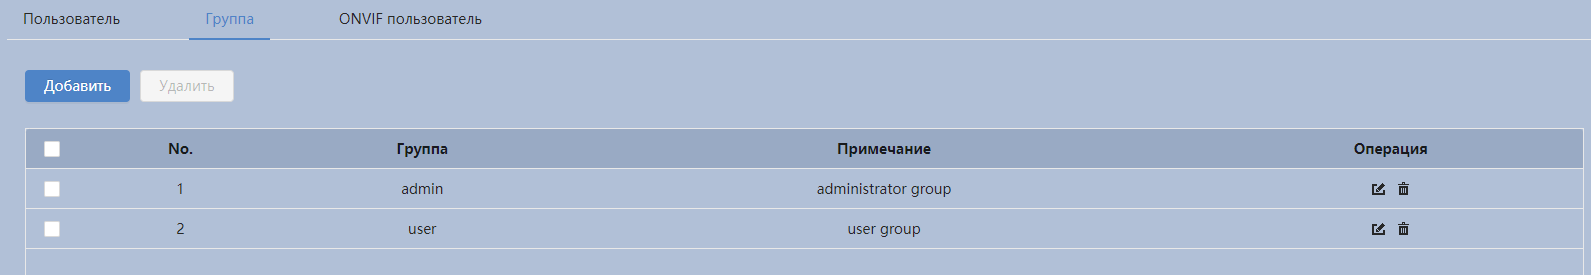 Пользователь Группа ONVIF пользователь
Добавить Удалить
No. Группа Примечание Операция
1 admin administrator group
2 user user group